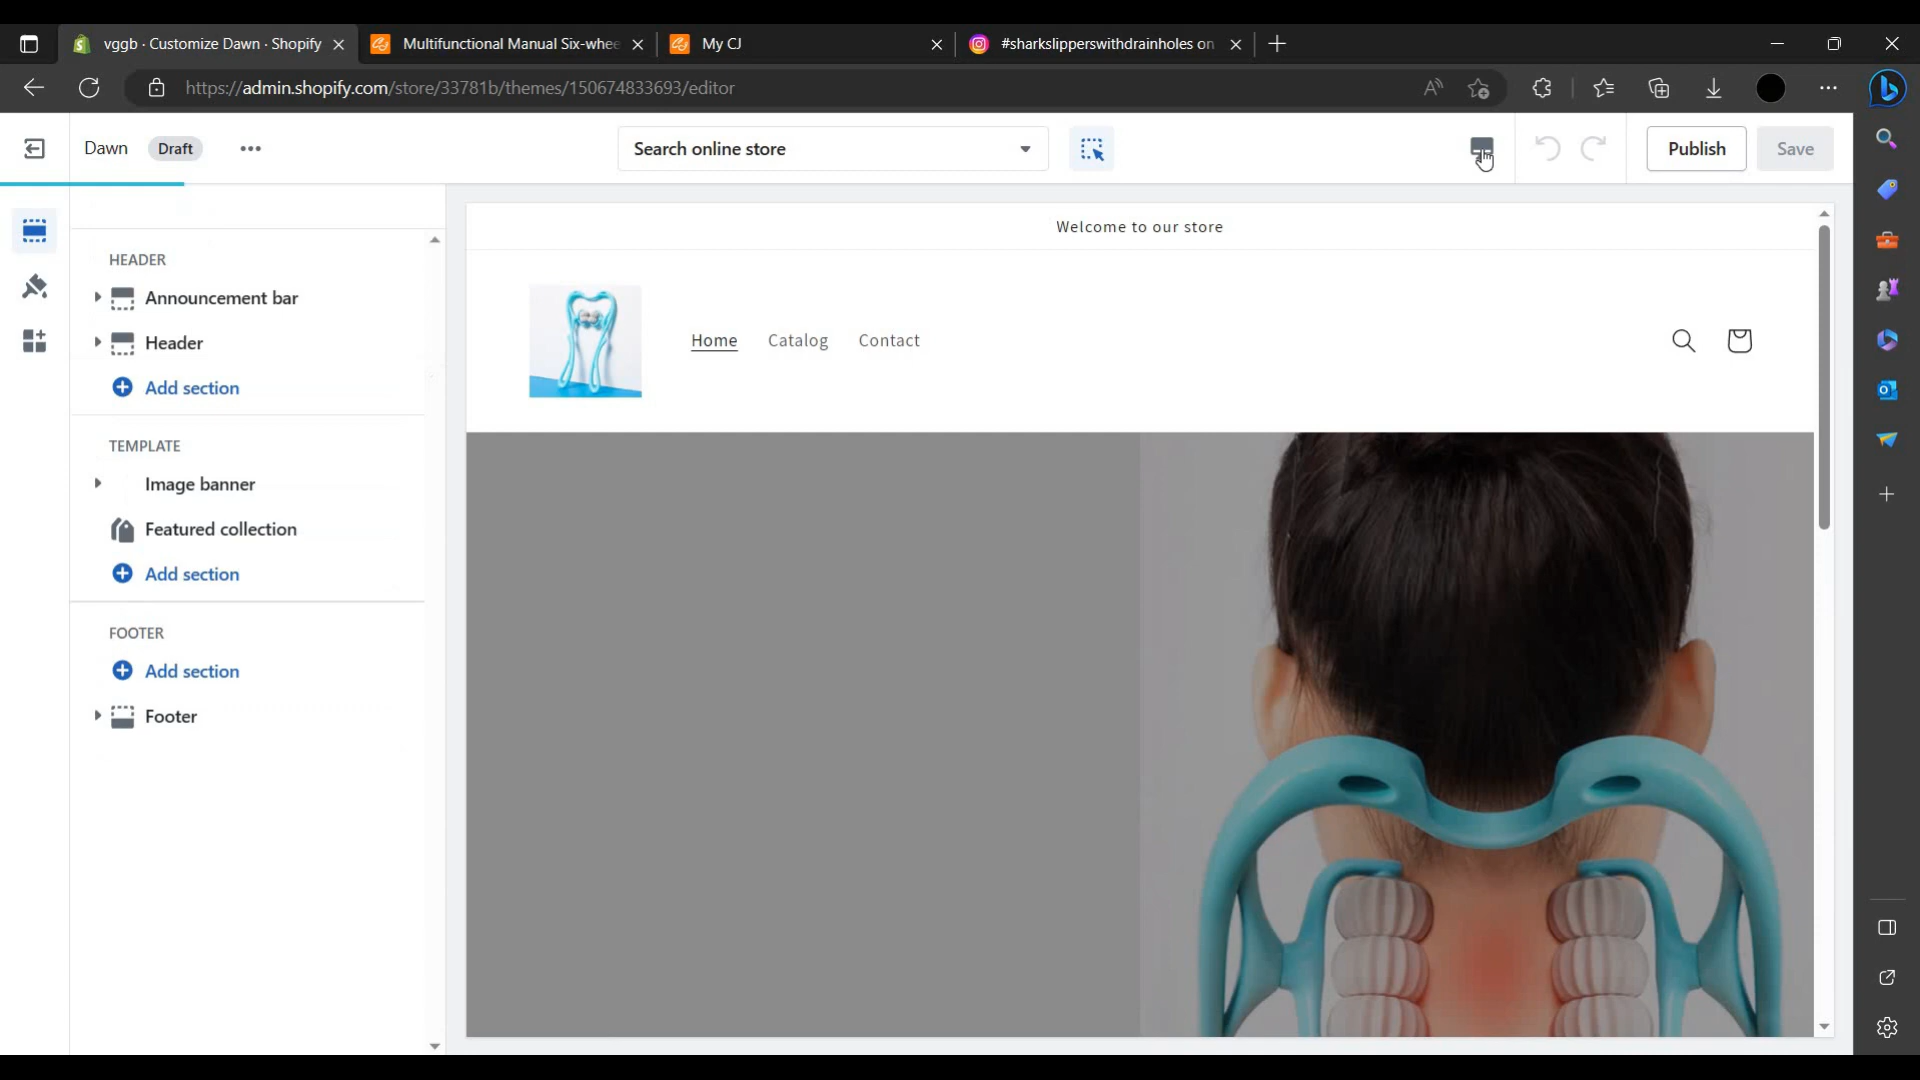 vggb · Customize Dawn · Shopify
Multifunctional Manual Six-whee
My CJ
#sharkslipperswithdrainholes on
https://admin.shopify.com/store/33781b/themes/150674833693/editor
Dawn
Draft
Search online store
Publish
Save
HEADER
Announcement bar
Header
Add section
TEMPLATE
Image banner
Featured collection
Add section
FOOTER
Add section
Footer
Welcome to our store
Home
Catalog
Contact